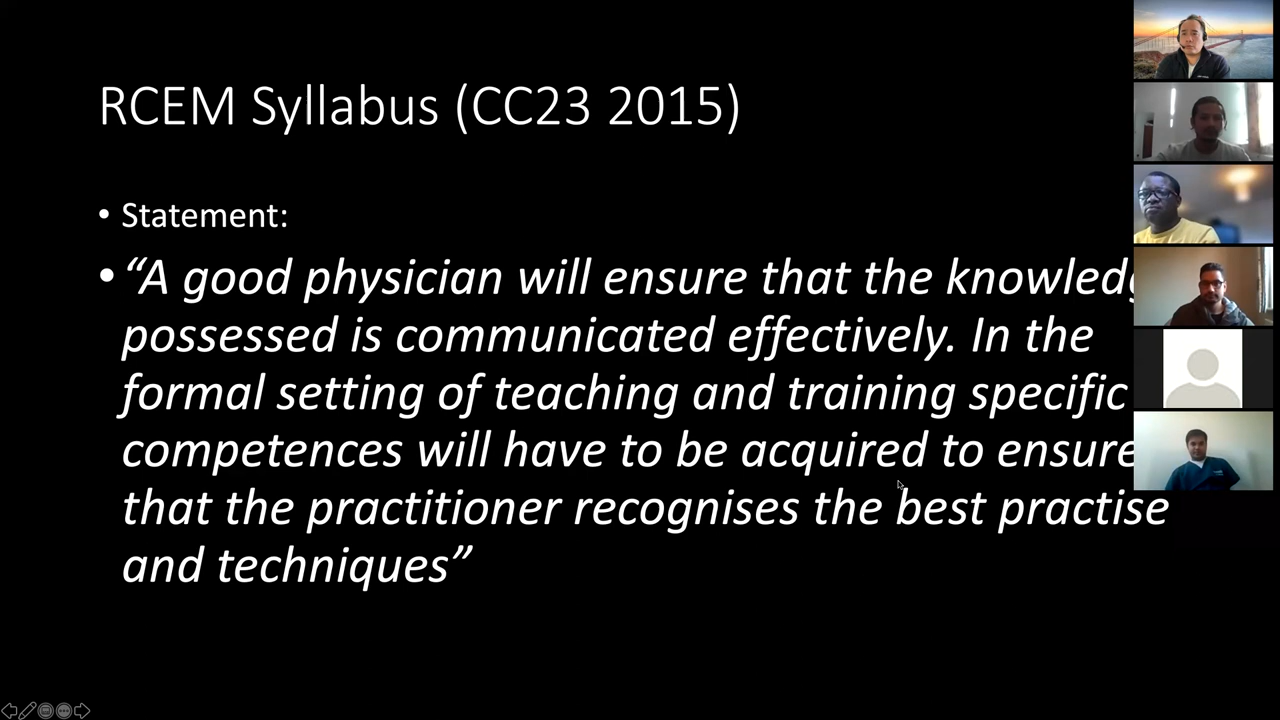 RCEM Syllabus (CC23 2015)
• Statement:
• “A good physician will ensure that the
possessed is communicated effectively. In the
formal setting of teaching and training specific
competences will have to be acquired to ensure
that the practitioner recognises the best practise
and techniques”